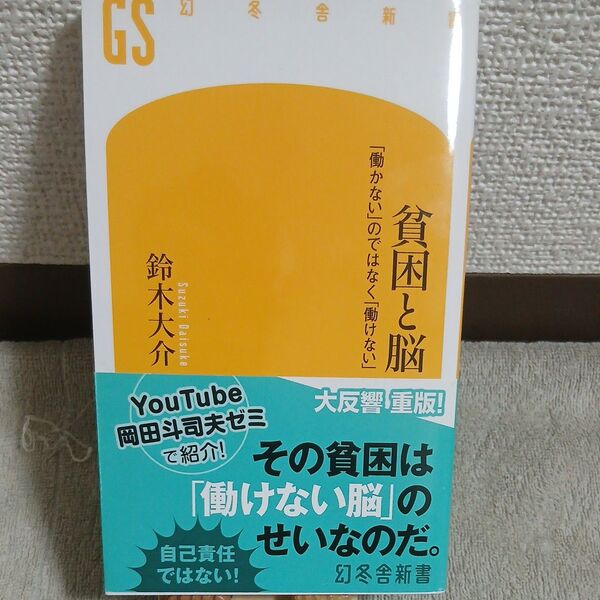 GS
幻冬舎新書
貧困と脳
「働かない」のではなく「働けない」
鈴木大介
Suzuki Daisuke
大反響・重版!
YouTube
岡田斗司夫ゼミ
で紹介!
その貧困は
「働けない脳」の
せいなのだ。
自己責任
ではない!
幻冬舎新書